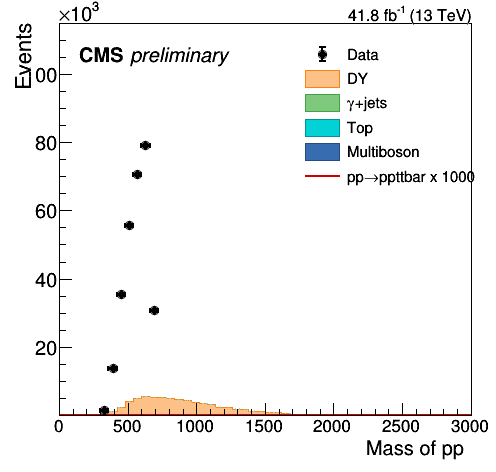 ×10³
41.8 fb⁻¹ (13 TeV)
Events
CMS preliminary
Data
DY
γ+jets
Top
Multiboson
pp→ppttbar x 1000
00
80
60
40
20
0 500 1000 1500 2000 2500 3000
Mass of pp